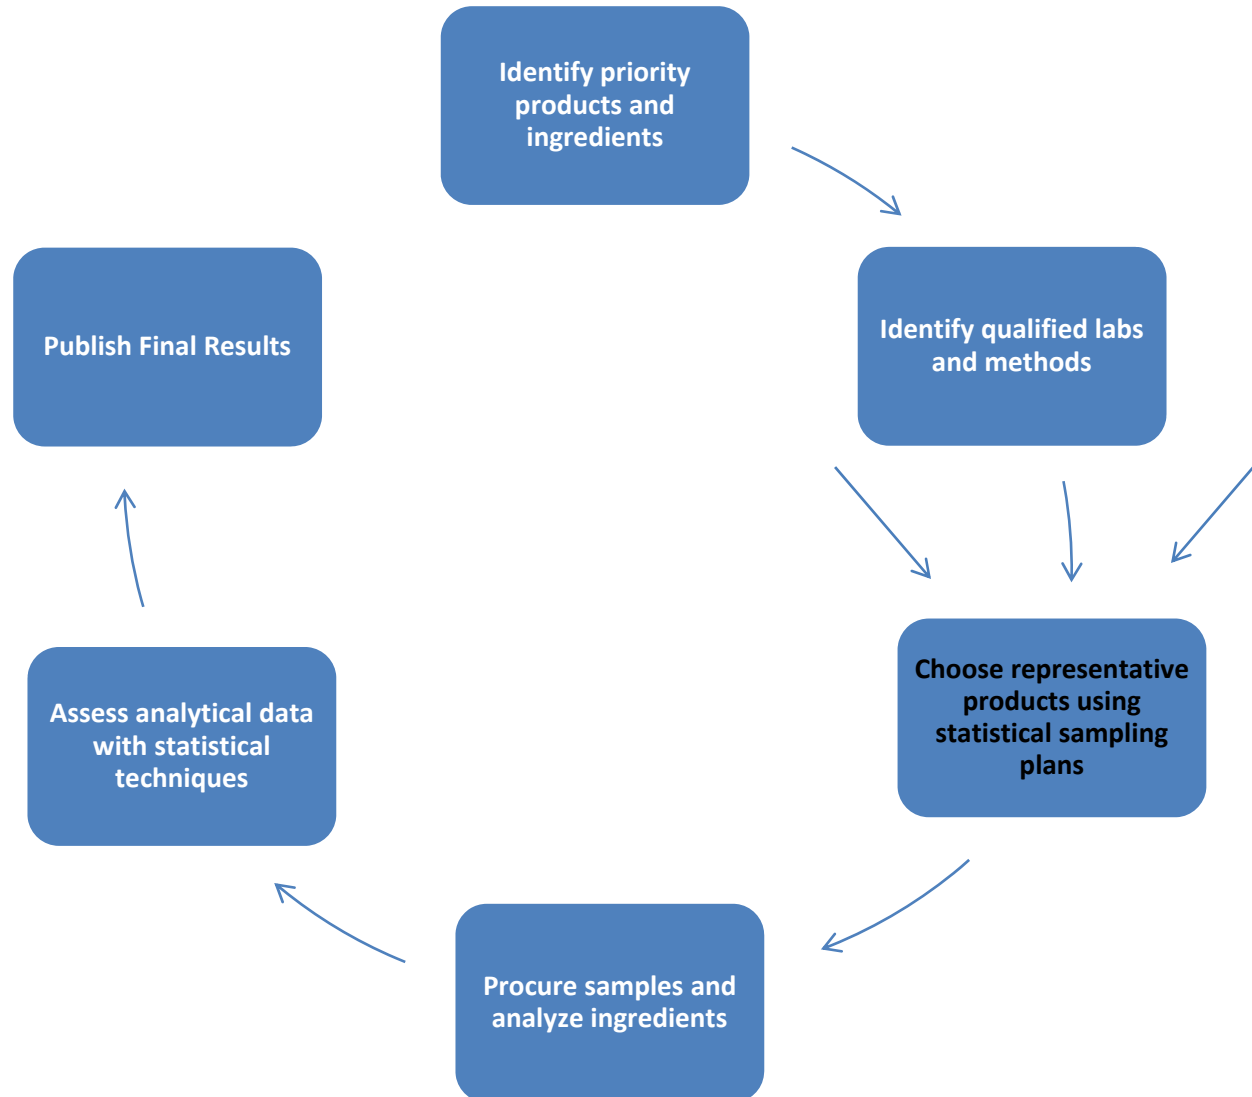 Identify priority
products and
ingredients
Identify qualified labs
and methods
Choose representative
products using
statistical sampling
plans
Procure samples and
analyze ingredients
Assess analytical data
with statistical
techniques
Publish Final Results